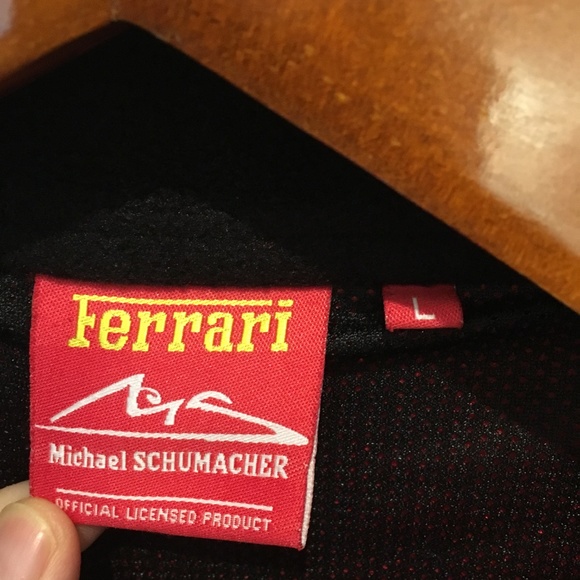 Ferrari
L
Michael SCHUMACHER
OFFICIAL LICENSED PRODUCT